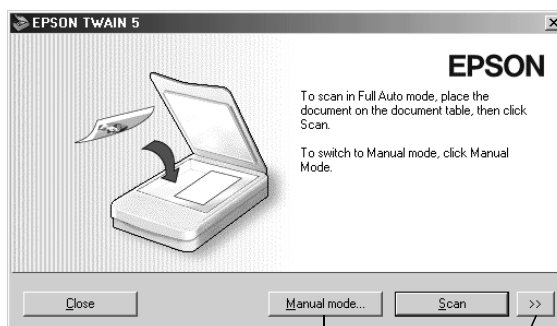 EPSON TWAIN 5
EPSON
To scan in Full Auto mode, place the
document on the document table, then click
Scan.
To switch to Manual mode, click Manual
Mode.
Close
Manual mode...
Scan
>>